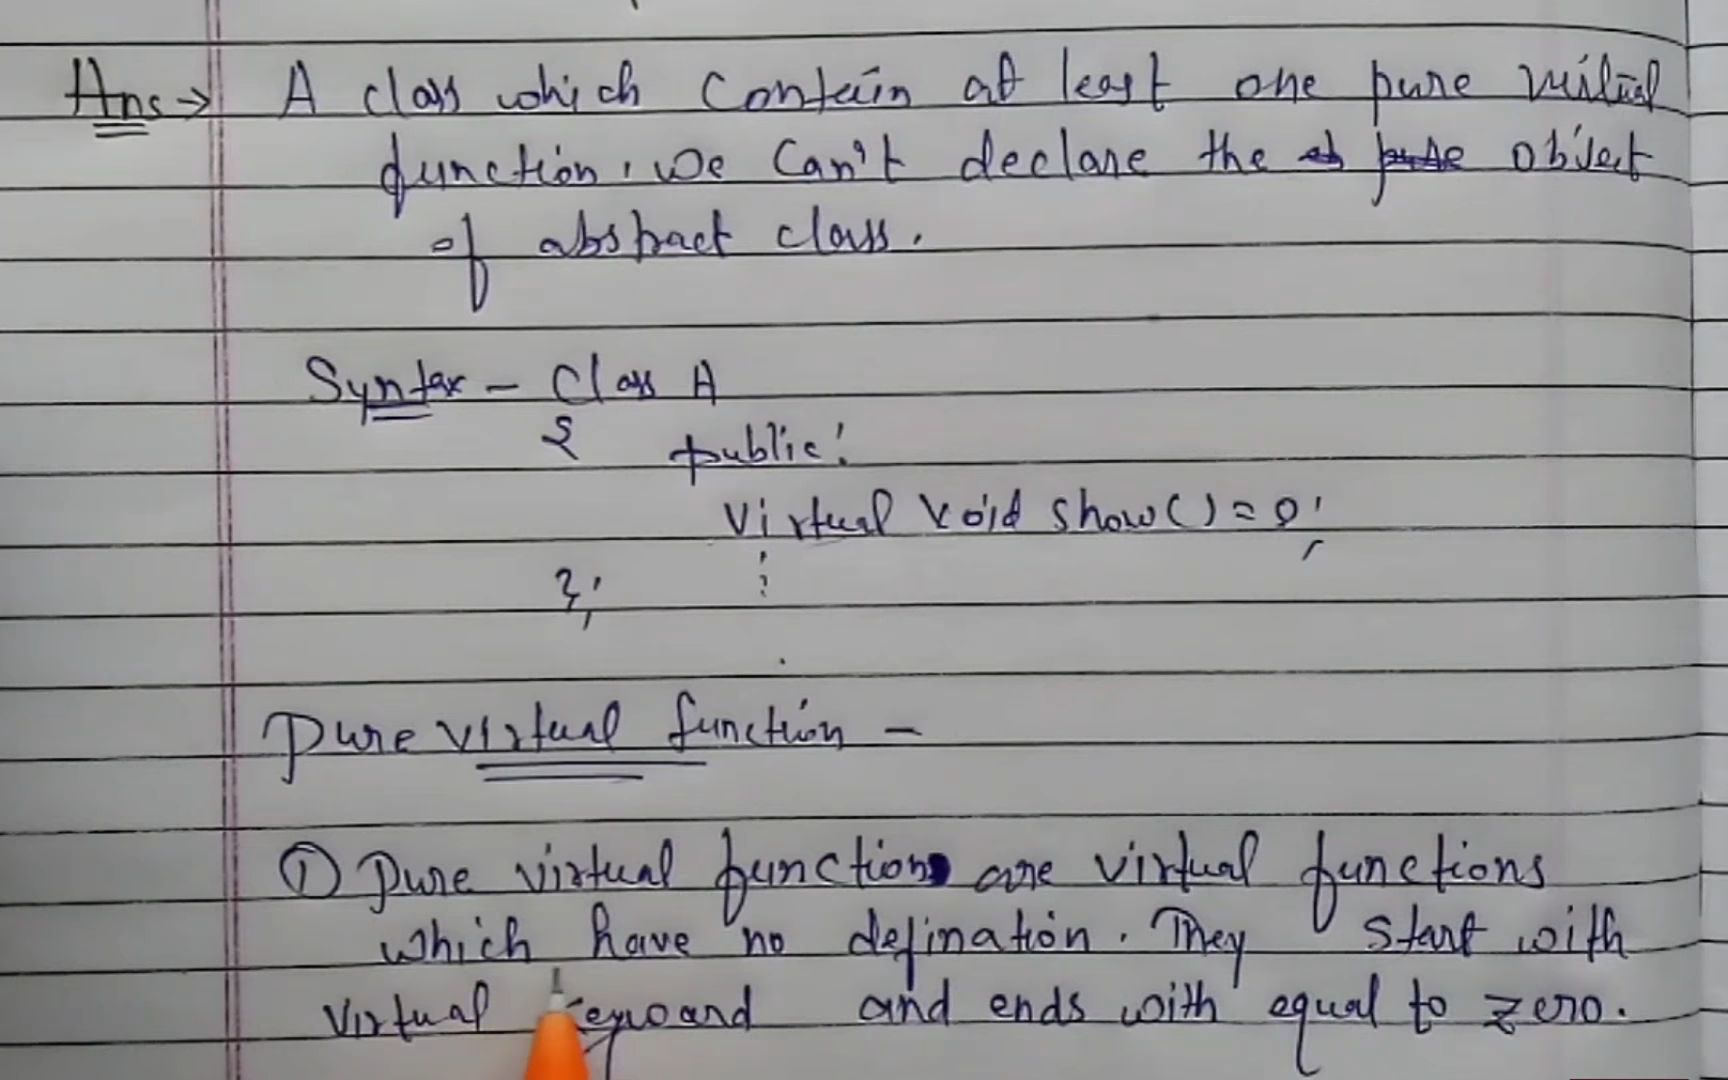 Ans → A class which contain at least one pure virtual
function. we can't declare the object
of abstract class.
Syntax - Class A
{ public:
virtual void show() = 0;
:
};
Pure virtual function -
① Pure virtual functions are virtual functions
which have no defination. They start with
virtual keyword and ends with equal to zero.